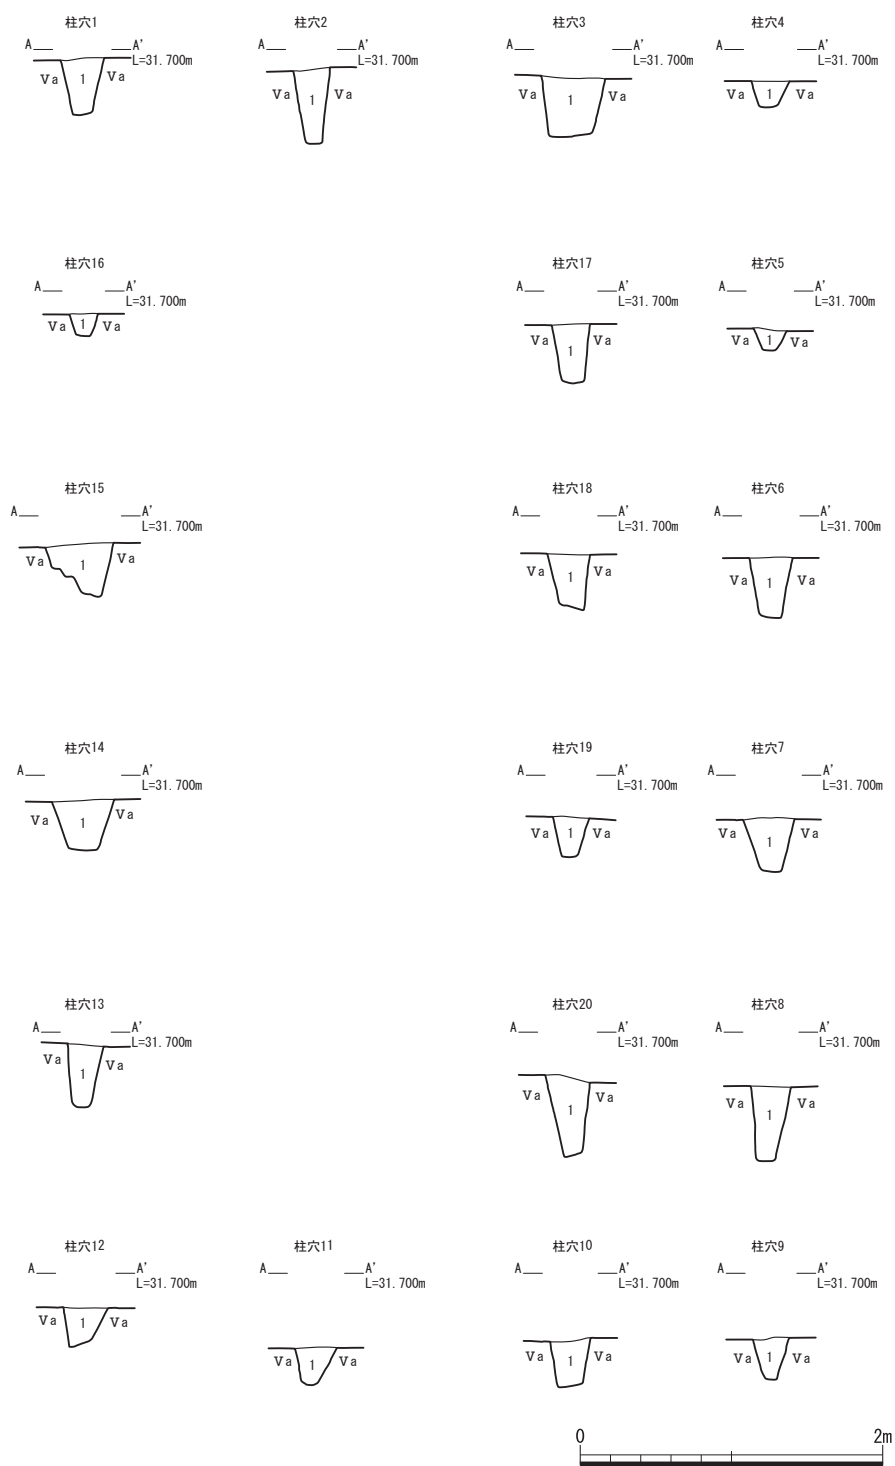 柱穴1
A A'
L=31.700m
Ⅴa 1 Ⅴa
柱穴2
A A'
L=31.700m
Ⅴa 1 Ⅴa
柱穴3
A A'
L=31.700m
Ⅴa 1 Ⅴa
柱穴4
A A'
L=31.700m
Ⅴa 1 Ⅴa
柱穴16
A A'
L=31.700m
Ⅴa 1 Ⅴa
柱穴17
A A'
L=31.700m
Ⅴa 1 Ⅴa
柱穴5
A A'
L=31.700m
Ⅴa 1 Ⅴa
柱穴15
A A'
L=31.700m
Ⅴa 1 Ⅴa
柱穴18
A A'
L=31.700m
Ⅴa 1 Ⅴa
柱穴6
A A'
L=31.700m
Ⅴa 1 Ⅴa
柱穴14
A A'
L=31.700m
Ⅴa 1 Ⅴa
柱穴19
A A'
L=31.700m
Ⅴa 1 Ⅴa
柱穴7
A A'
L=31.700m
Ⅴa 1 Ⅴa
柱穴13
A A'
L=31.700m
Ⅴa 1 Ⅴa
柱穴20
A A'
L=31.700m
Ⅴa 1 Ⅴa
柱穴8
A A'
L=31.700m
Ⅴa 1 Ⅴa
柱穴12
A A'
L=31.700m
Ⅴa 1 Ⅴa
柱穴11
A A'
L=31.700m
Ⅴa 1 Ⅴa
柱穴10
A A'
L=31.700m
Ⅴa 1 Ⅴa
柱穴9
A A'
L=31.700m
Ⅴa 1 Ⅴa
0 2m